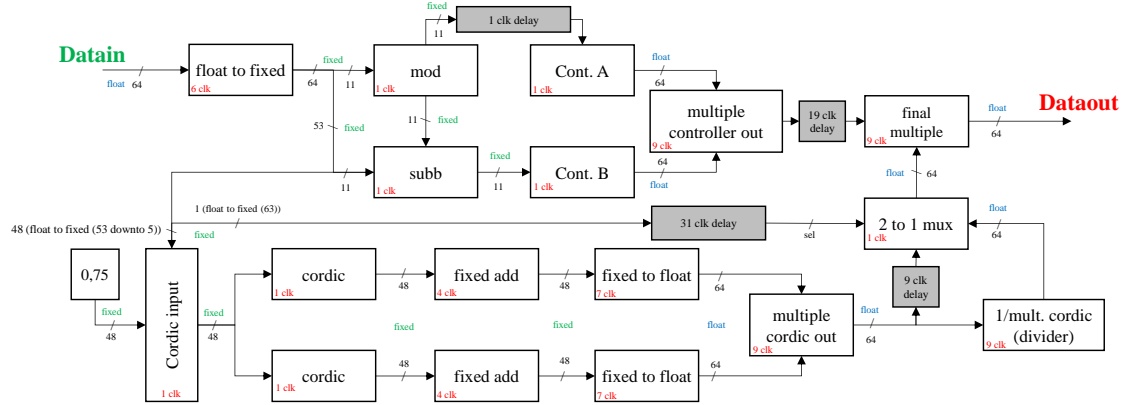 fixed
1 clk delay
11
Datain
float
64
float to fixed
6 clk
fixed
64
11
mod
1 clk
Cont. A
1 clk
float
64
Dataout
multiple
controller out
9 clk
19 clk
delay
final
multiple
9 clk
float
64
53
fixed
11
fixed
11
subb
1 clk
fixed
11
Cont. B
1 clk
64
float
float
64
1 (float to fixed (63))
48 (float to fixed (53 downto 5))
fixed
31 clk delay
sel
2 to 1 mux
1 clk
float
64
0,75
fixed
48
Cordic input
1 clk
fixed
48
cordic
1 clk
48
fixed add
4 clk
48
fixed to float
7 clk
64
9 clk
delay
fixed
fixed
float
multiple
cordic out
9 clk
float
64
1/mult. cordic
(divider)
9 clk
cordic
1 clk
48
fixed add
4 clk
48
fixed to float
7 clk
64